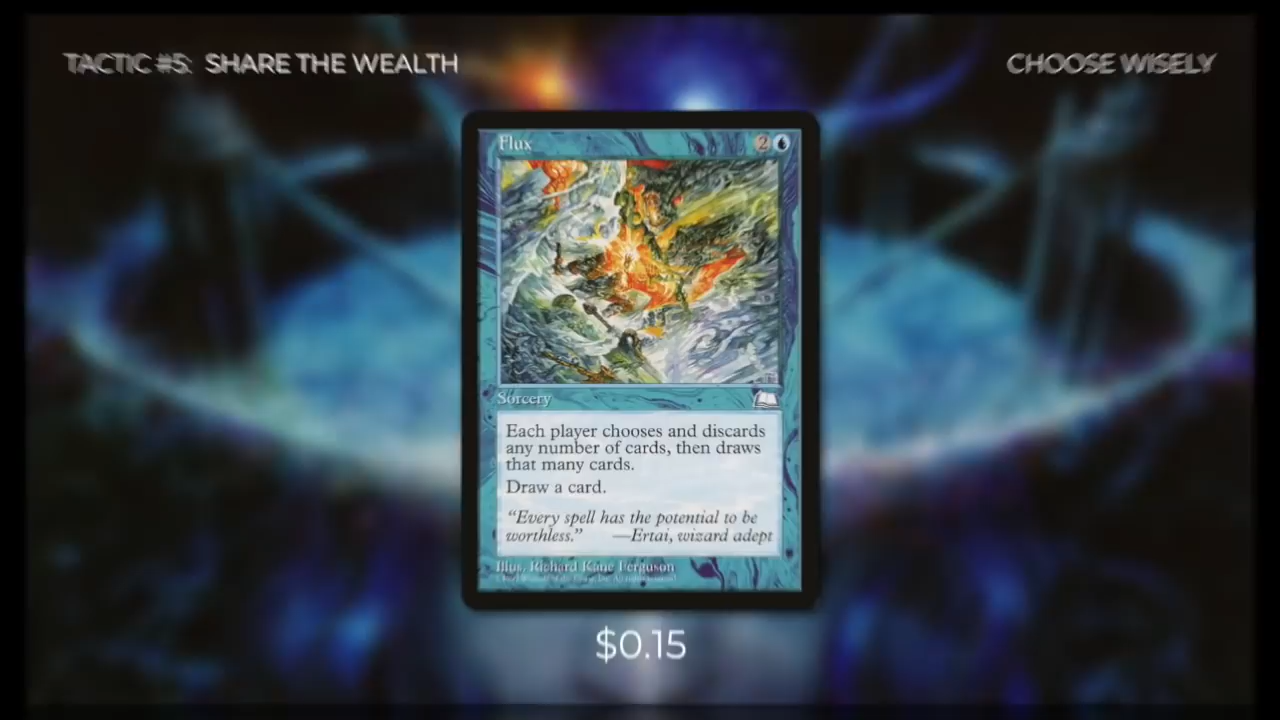 TACTIC #5: SHARE THE WEALTH
CHOOSE WISELY
Flux
2
Sorcery
Each player chooses and discards
any number of cards, then draws
that many cards.
Draw a card.
“Every spell has the potential to be
worthless.” —Ertai, wizard adept
Illus. Richard Kane Ferguson
$0.15